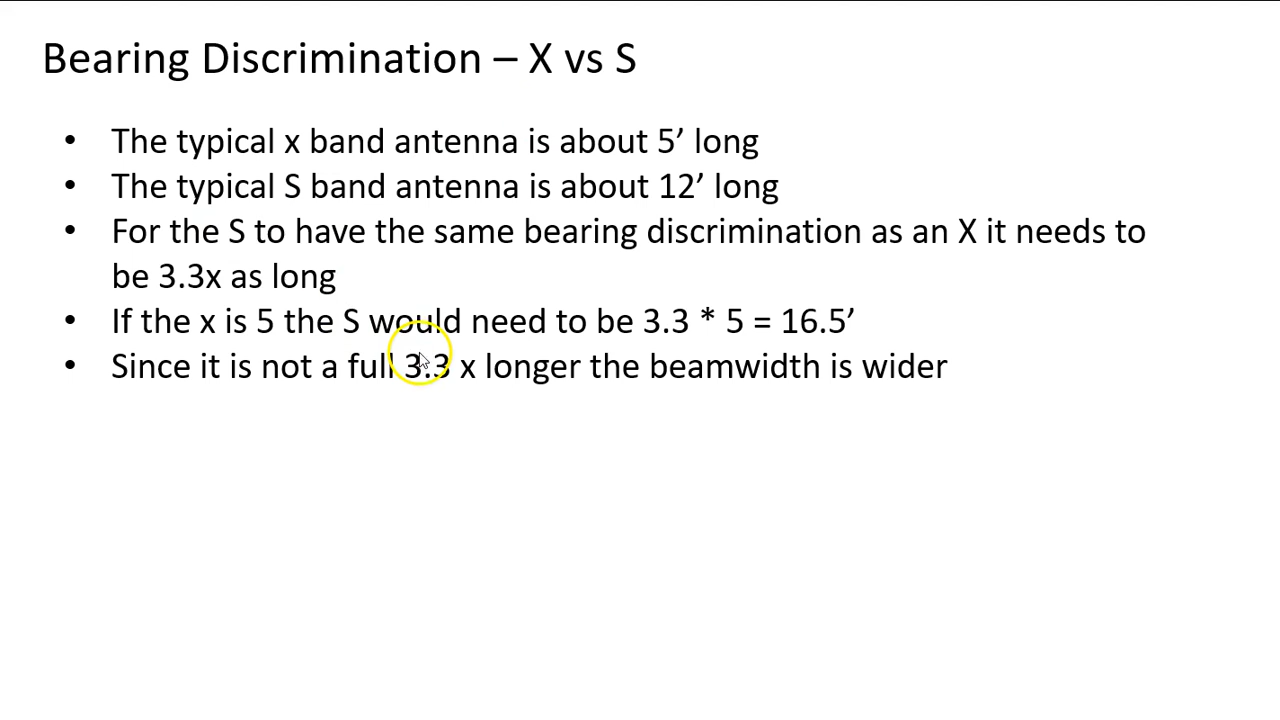 Bearing Discrimination – X vs S
• The typical x band antenna is about 5’ long
• The typical S band antenna is about 12’ long
• For the S to have the same bearing discrimination as an X it needs to
be 3.3x as long
• If the x is 5 the S would need to be 3.3 * 5 = 16.5’
• Since it is not a full 3.3 x longer the beamwidth is wider